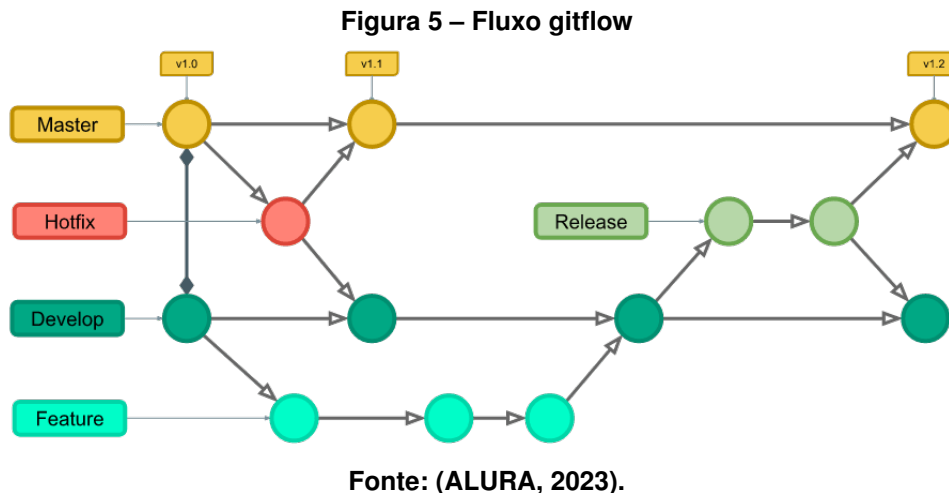 Figura 5 – Fluxo gitflow
v1.0
v1.1
v1.2
Master
Hotfix
Release
Develop
Feature
Fonte: (ALURA, 2023).